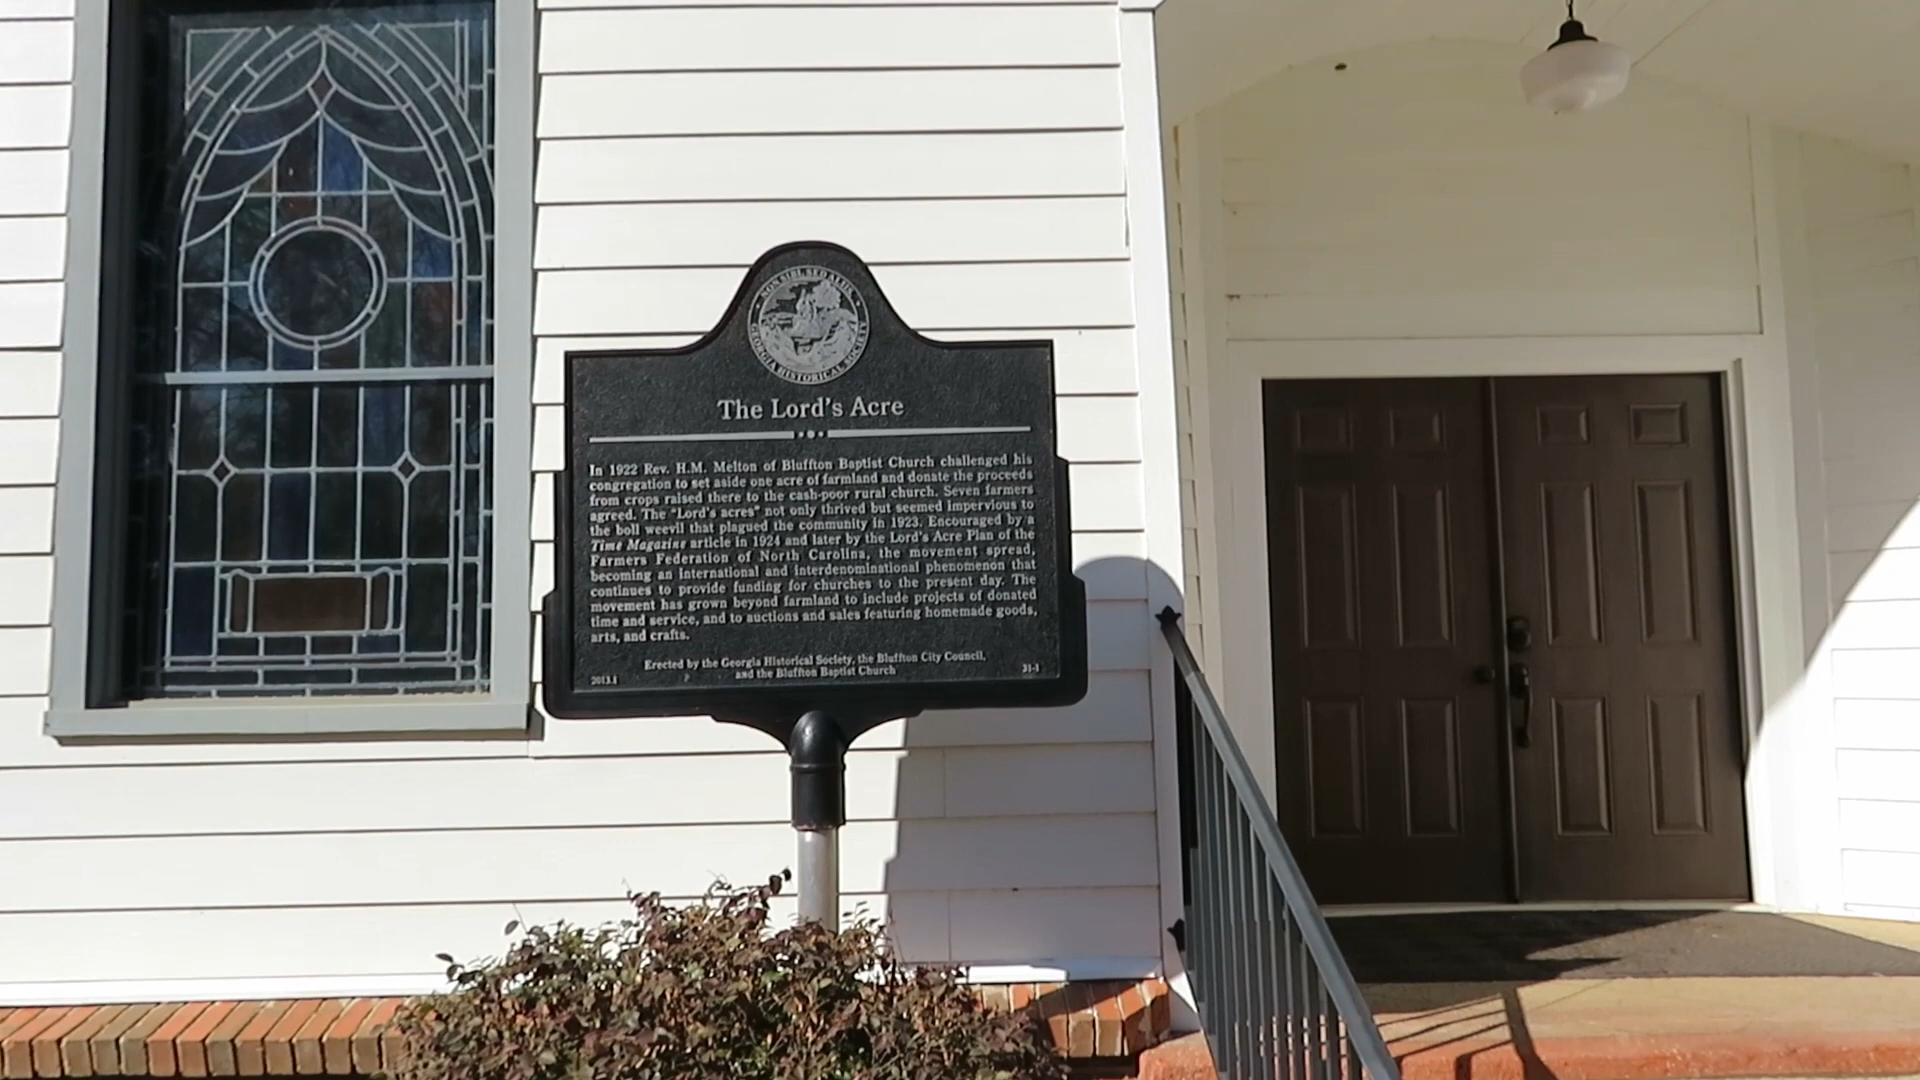 NON SIBI, SED ALIIS
GEORGIA HISTORICAL SOCIETY
The Lord's Acre
In 1922 Rev. H.M. Melton of Bluffton Baptist Church challenged his
congregation to set aside one acre of farmland and donate the proceeds
from crops raised there to the cash-poor rural church. Seven farmers
agreed. The "Lord's acres" not only thrived but seemed impervious to
the boll weevil that plagued the community in 1923. Encouraged by a
Time Magazine article in 1924 and later by the Lord's Acre Plan of the
Farmers Federation of North Carolina, the movement spread,
becoming an international and interdenominational phenomenon that
continues to provide funding for churches to the present day. The
movement has grown beyond farmland to include projects of donated
time and service, and to auctions and sales featuring homemade goods,
arts, and crafts.
Erected by the Georgia Historical Society, the Bluffton City Council,
and the Bluffton Baptist Church
2013.1 31-1